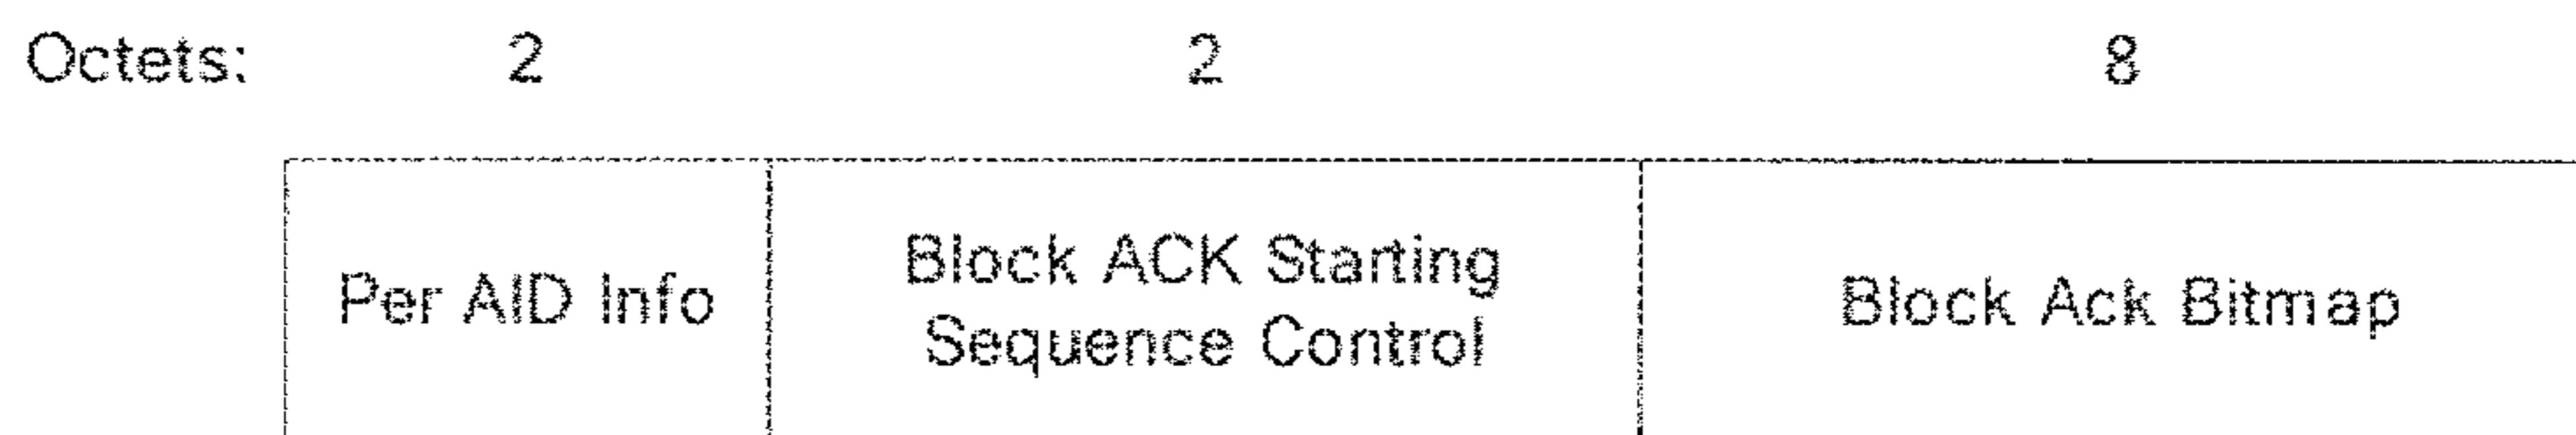 Octets: 2 2 8
Per AID Info
Block ACK Starting
Sequence Control
Block Ack Bitmap